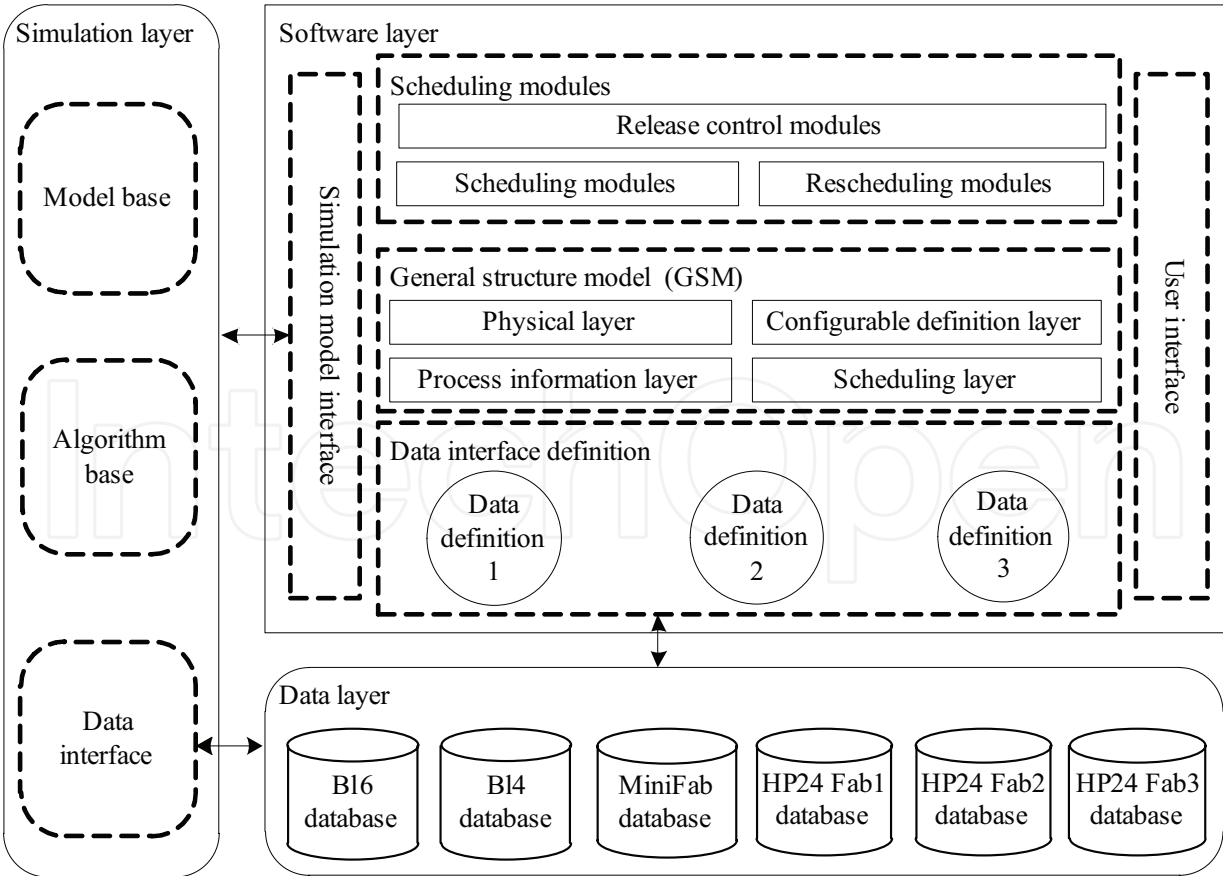 Simulation layer
Model base
Algorithm
base
Data
interface
Software layer
Simulation model interface
Scheduling modules
Release control modules
Scheduling modules
Rescheduling modules
General structure model (GSM)
Physical layer
Configurable definition layer
Process information layer
Scheduling layer
Data interface definition
Data
definition
1
Data
definition
2
Data
definition
3
User interface
Data layer
Bl6
database
Bl4
database
MiniFab
database
HP24 Fab1
database
HP24 Fab2
database
HP24 Fab3
database
IntechOpen